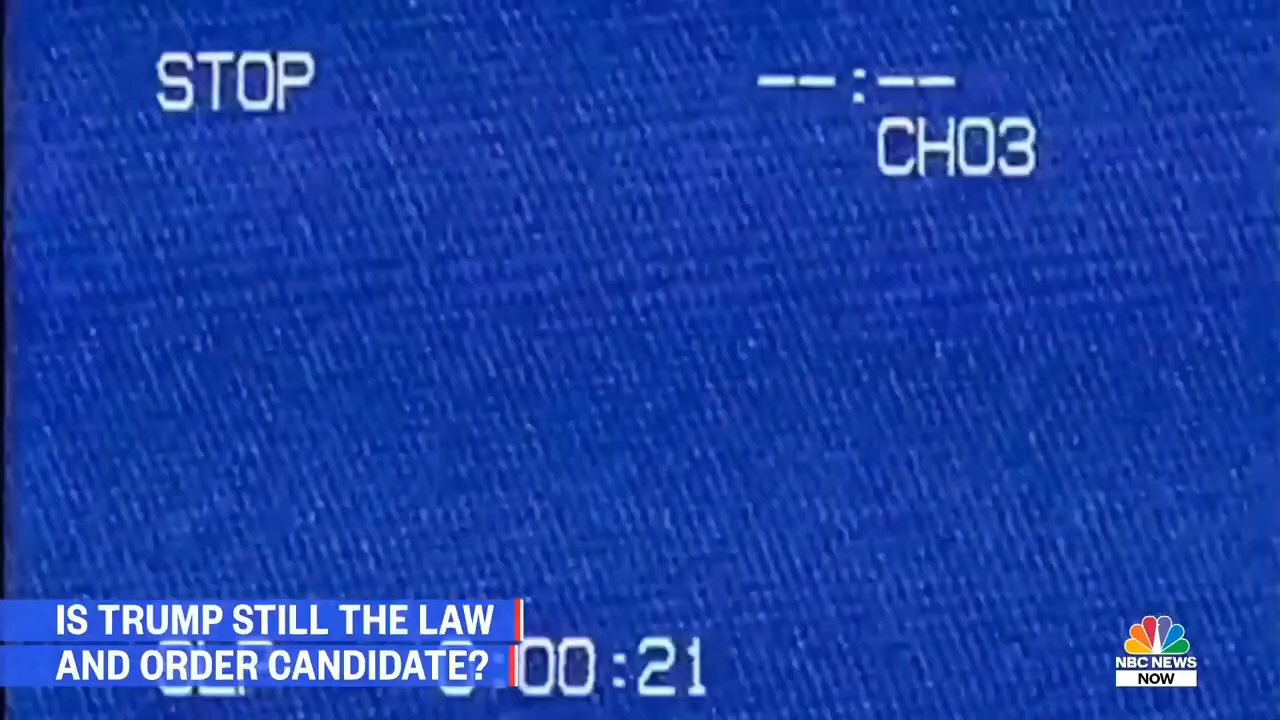 STOP
--:--
CH03
IS TRUMP STILL THE LAW
AND ORDER CANDIDATE?
:00:21
NBC NEWS
NOW